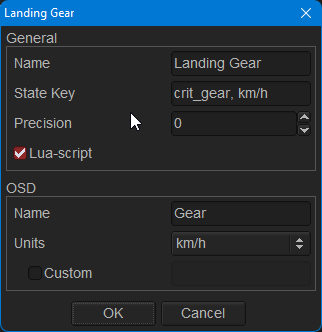 Landing Gear
General
Name Landing Gear
State Key crit_gear, km/h
Precision 0
Lua-script
OSD
Name Gear
Units km/h
Custom
OK Cancel